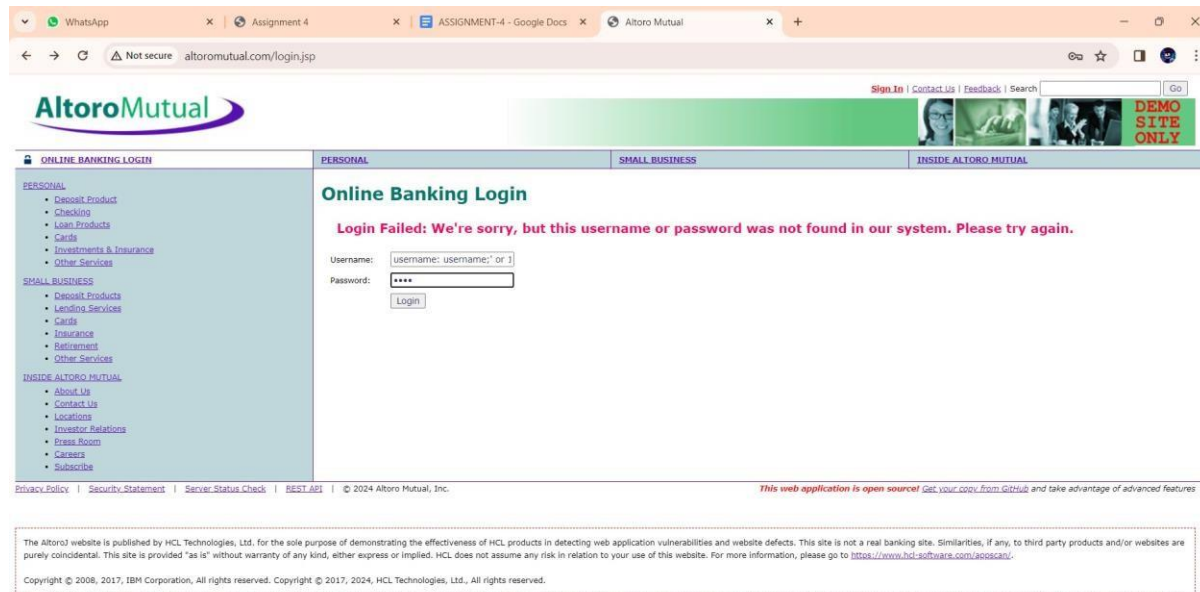 WhatsApp
Assignment 4
ASSIGNMENT-4 - Google Docs
Altoro Mutual
Not secure altoromutual.com/login.jsp
Sign In | Contact Us | Feedback | Search Go
AltoroMutual
DEMO
SITE
ONLY
ONLINE BANKING LOGIN
PERSONAL
SMALL BUSINESS
INSIDE ALTORO MUTUAL
PERSONAL
Deposit Product
Checking
Loan Products
Cards
Investments & Insurance
Other Services
SMALL BUSINESS
Deposit Products
Lending Services
Cards
Insurance
Retirement
Other Services
INSIDE ALTORO MUTUAL
About Us
Contact Us
Locations
Investor Relations
Press Room
Careers
Subscribe
Online Banking Login
Login Failed: We're sorry, but this username or password was not found in our system. Please try again.
Username: username: username;' or 1
Password: ••••
Login
Privacy Policy | Security Statement | Server Status Check | REST API | © 2024 Altoro Mutual, Inc.
This web application is open source! Get your copy from GitHub and take advantage of advanced features
The AltoroJ website is published by HCL Technologies, Ltd. for the sole purpose of demonstrating the effectiveness of HCL products in detecting web application vulnerabilities and website defects. This site is not a real banking site. Similarities, if any, to third party products and/or websites are
purely coincidental. This site is provided "as is" without warranty of any kind, either express or implied. HCL does not assume any risk in relation to your use of this website. For more information, please go to https://www.hcl-software.com/appscan/.
Copyright © 2008, 2017, IBM Corporation, All rights reserved. Copyright © 2017, 2024, HCL Technologies, Ltd., All rights reserved.